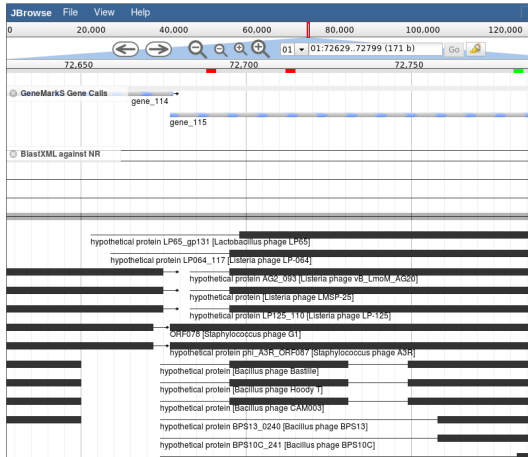 JBrowse File View Help
0 20,000 40,000 60,000 80,000 100,000 120,000
01 01:72629..72799 (171 b) Go
72,650 72,700 72,750
GeneMarkS Gene Calls
gene_114
gene_115
BlastXML against NR
hypothetical protein LP65_gp131 [Lactobacillus phage LP65]
hypothetical protein LP064_117 [Listeria phage LP-064]
hypothetical protein AG2_093 [Listeria phage vB_LmoM_AG20]
hypothetical protein [Listeria phage LMSP-25]
hypothetical protein LP125_110 [Listeria phage LP-125]
ORF078 [Staphylococcus phage G1]
hypothetical protein phi_A3R_ORF087 [Staphylococcus phage A3R]
hypothetical protein [Bacillus phage Bastille]
hypothetical protein [Bacillus phage Hoody T]
hypothetical protein [Bacillus phage CAM003]
hypothetical protein BPS13_0240 [Bacillus phage BPS13]
hypothetical protein BPS10C_241 [Bacillus phage BPS10C]